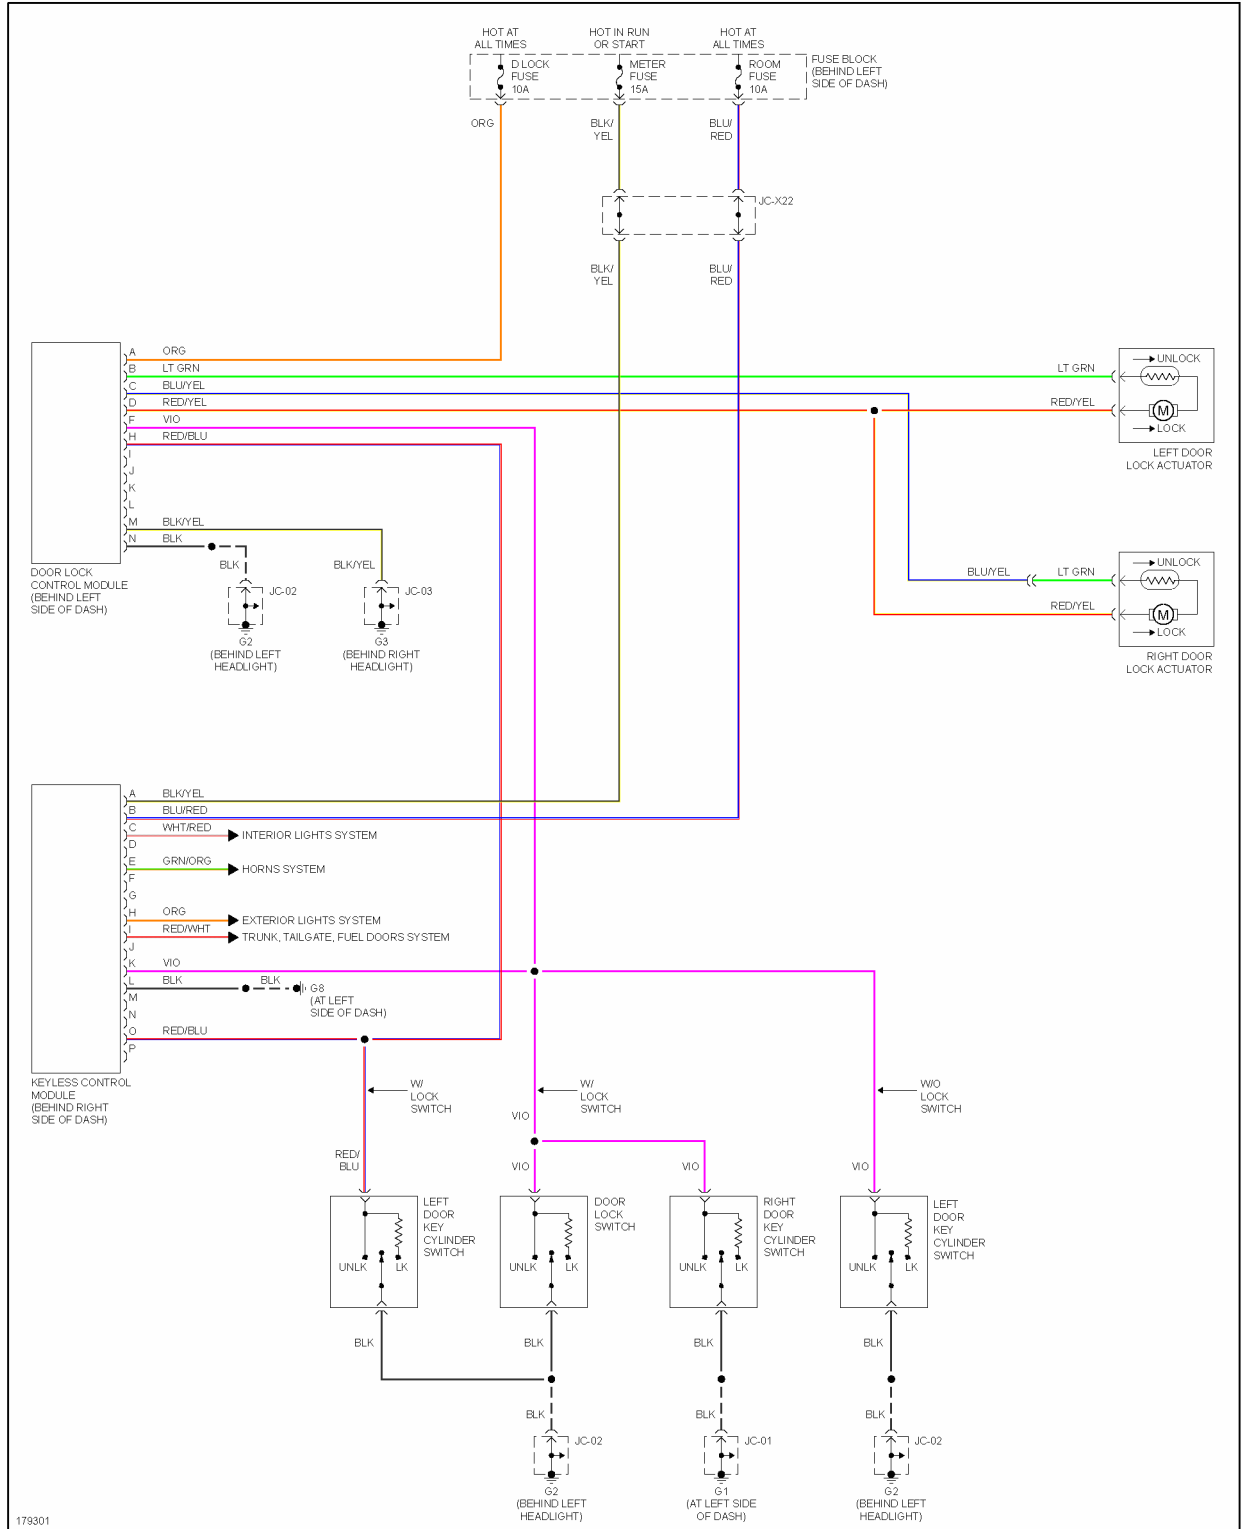 HOT AT
ALL TIMES
HOT IN RUN
OR START
HOT AT
ALL TIMES
D LOCK
FUSE
10A
METER
FUSE
15A
ROOM
FUSE
10A
FUSE BLOCK
(BEHIND LEFT
SIDE OF DASH)
ORG
BLK/
YEL
BLU/
RED
JC-X22
BLK/
YEL
BLU/
RED
A ORG
B LT GRN
C BLU/YEL
D RED/YEL
F VIO
H RED/BLU
I
J
K
L
M BLK/YEL
N BLK
DOOR LOCK
CONTROL MODULE
(BEHIND LEFT
SIDE OF DASH)
BLK
JC-02
G2
(BEHIND LEFT
HEADLIGHT)
BLK/YEL
JC-03
G3
(BEHIND RIGHT
HEADLIGHT)
LT GRN
RED/YEL
UNLOCK
M
LOCK
LEFT DOOR
LOCK ACTUATOR
BLU/YEL
LT GRN
RED/YEL
UNLOCK
M
LOCK
RIGHT DOOR
LOCK ACTUATOR
A BLK/YEL
B BLU/RED
C WHT/RED INTERIOR LIGHTS SYSTEM
D
E GRN/ORG HORNS SYSTEM
F
G
H ORG EXTERIOR LIGHTS SYSTEM
I RED/WHT TRUNK, TAILGATE, FUEL DOORS SYSTEM
J
K VIO
L BLK BLK G8
(AT LEFT
SIDE OF DASH)
M
N
O RED/BLU
P
KEYLESS CONTROL
MODULE
(BEHIND RIGHT
SIDE OF DASH)
W/
LOCK
SWITCH
W/
LOCK
SWITCH
W/O
LOCK
SWITCH
VIO
RED/
BLU
VIO
VIO
VIO
LEFT
DOOR
KEY
CYLINDER
SWITCH
UNLK LK
DOOR
LOCK
SWITCH
UNLK LK
RIGHT
DOOR
KEY
CYLINDER
SWITCH
UNLK LK
LEFT
DOOR
KEY
CYLINDER
SWITCH
UNLK LK
BLK
BLK
BLK
BLK
BLK
BLK
BLK
JC-02
G2
(BEHIND LEFT
HEADLIGHT)
JC-01
G1
(AT LEFT SIDE
OF DASH)
JC-02
G2
(BEHIND LEFT
HEADLIGHT)
179301